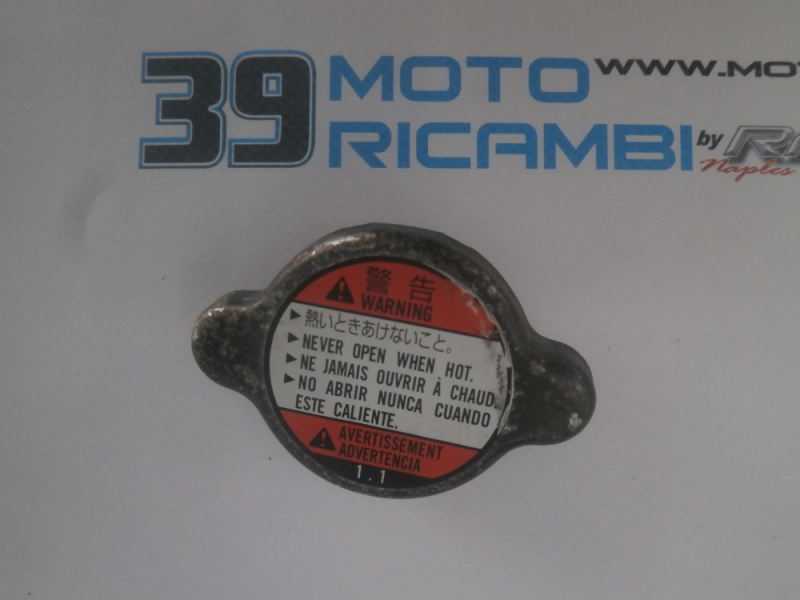 39 MOTO
RICAMBI
WWW.MOT
by
Naples
警告
WARNING
熱いときあけないこと。
NEVER OPEN WHEN HOT.
NE JAMAIS OUVRIR À CHAUD
NO ABRIR NUNCA CUANDO
ESTE CALIENTE.
AVERTISSEMENT
ADVERTENCIA
1.1